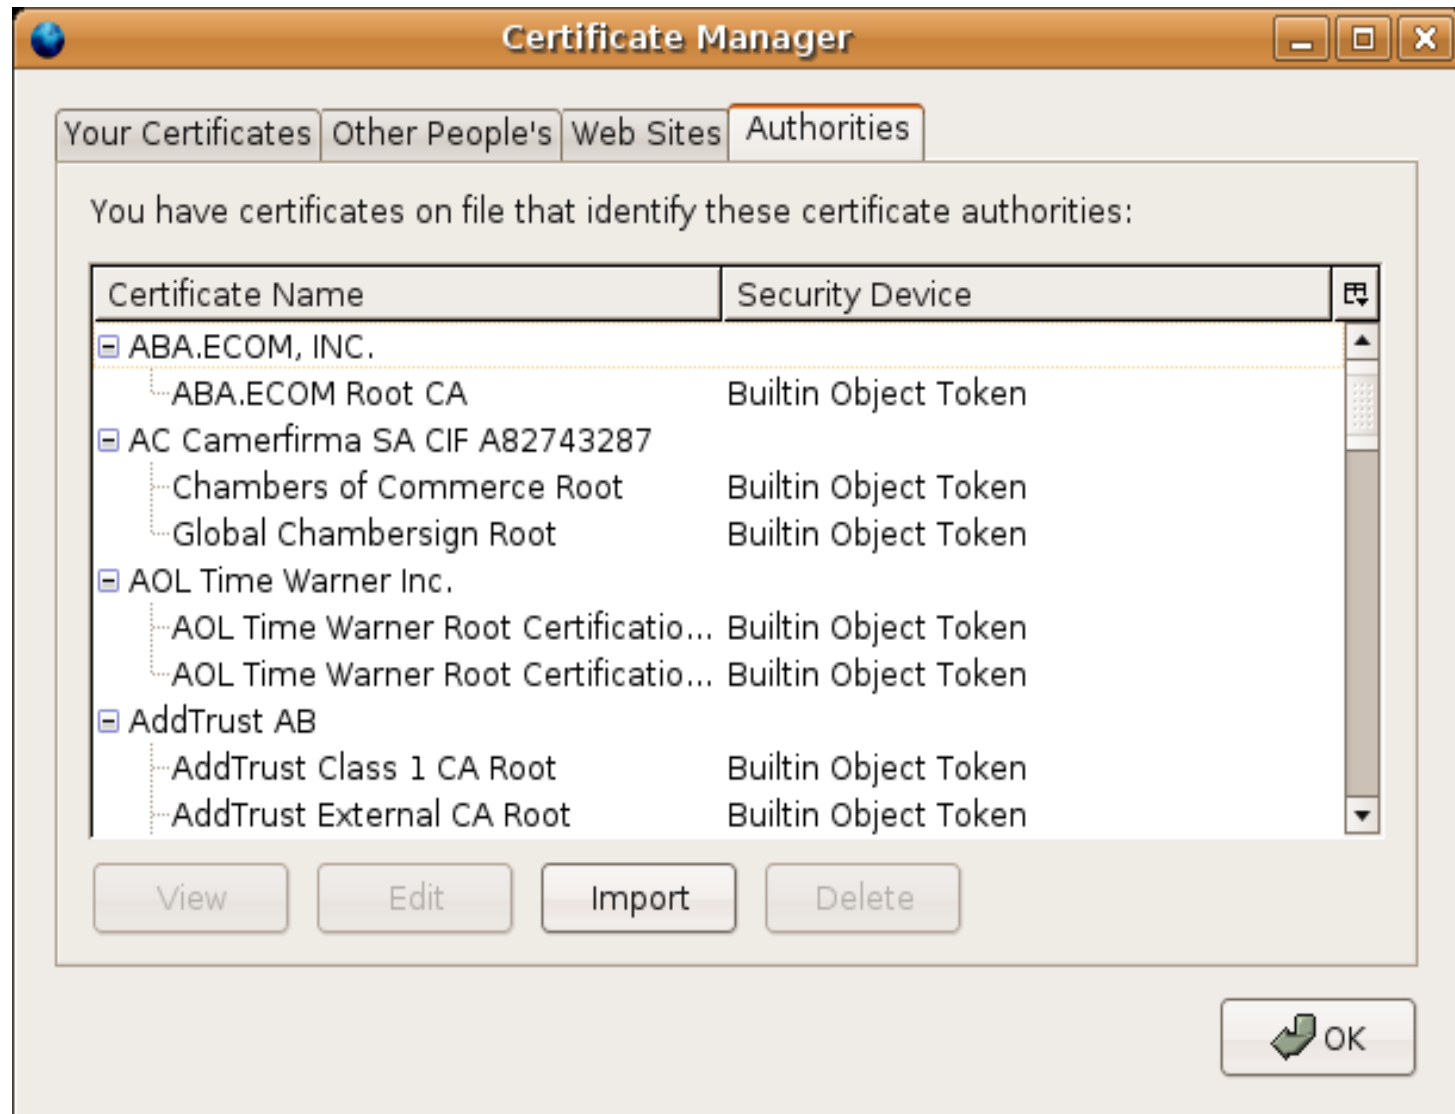 Certificate Manager
Your Certificates Other People's Web Sites Authorities
You have certificates on file that identify these certificate authorities:
Certificate Name Security Device
ABA.ECOM, INC.
ABA.ECOM Root CA Builtin Object Token
AC Camerfirma SA CIF A82743287
Chambers of Commerce Root Builtin Object Token
Global Chambersign Root Builtin Object Token
AOL Time Warner Inc.
AOL Time Warner Root Certificatio... Builtin Object Token
AOL Time Warner Root Certificatio... Builtin Object Token
AddTrust AB
AddTrust Class 1 CA Root Builtin Object Token
AddTrust External CA Root Builtin Object Token
View Edit Import Delete
OK